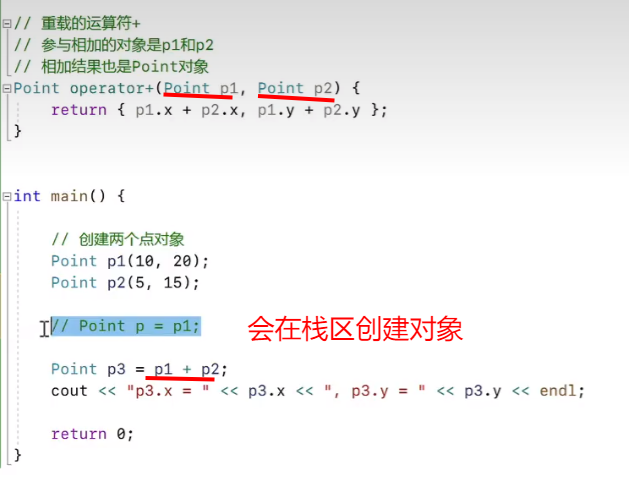 // 重载的运算符+
// 参与相加的对象是p1和p2
// 相加结果也是Point对象
Point operator+(Point p1, Point p2) {
return { p1.x + p2.x, p1.y + p2.y };
}
int main() {
// 创建两个点对象
Point p1(10, 20);
Point p2(5, 15);
// Point p = p1; 会在栈区创建对象
Point p3 = p1 + p2;
cout << "p3.x = " << p3.x << ", p3.y = " << p3.y << endl;
return 0;
}